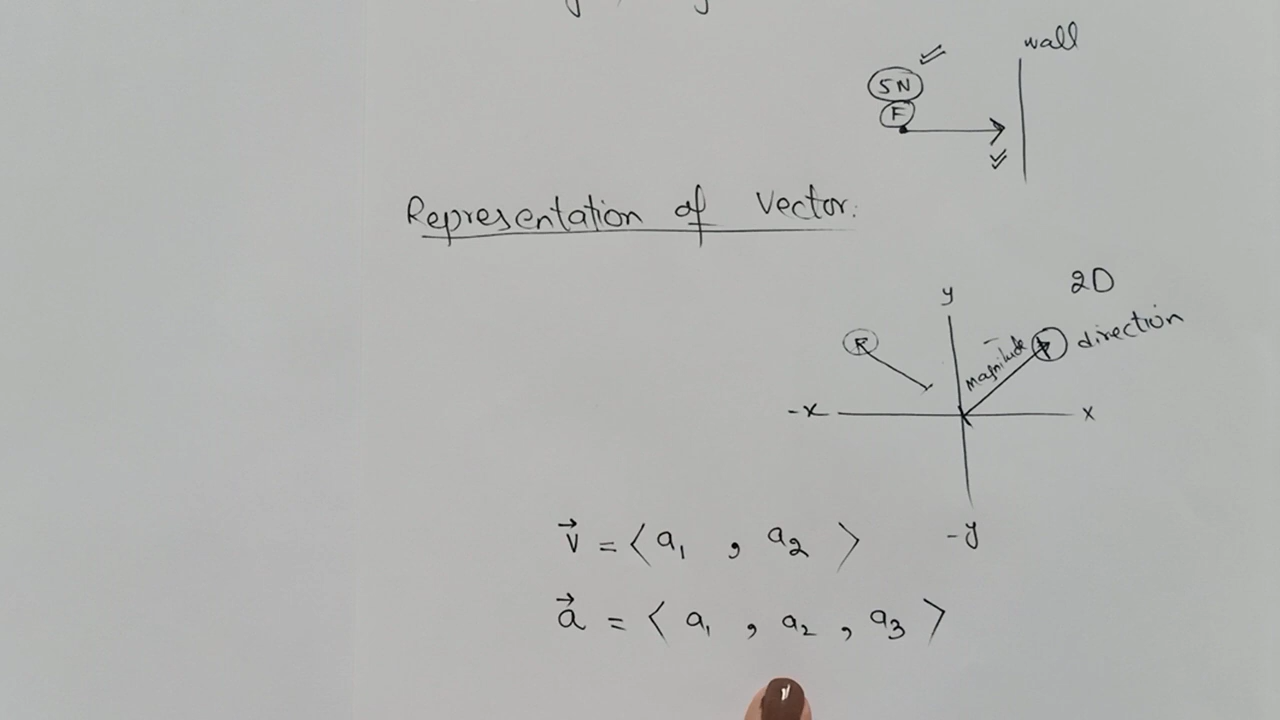 wall
5N
F
Representation of vector:
2D
y
direction
magnitude
-x
x
-y
v⃗ = ⟨ a₁ , a₂ ⟩
a⃗ = ⟨ a₁ , a₂ , a₃ ⟩